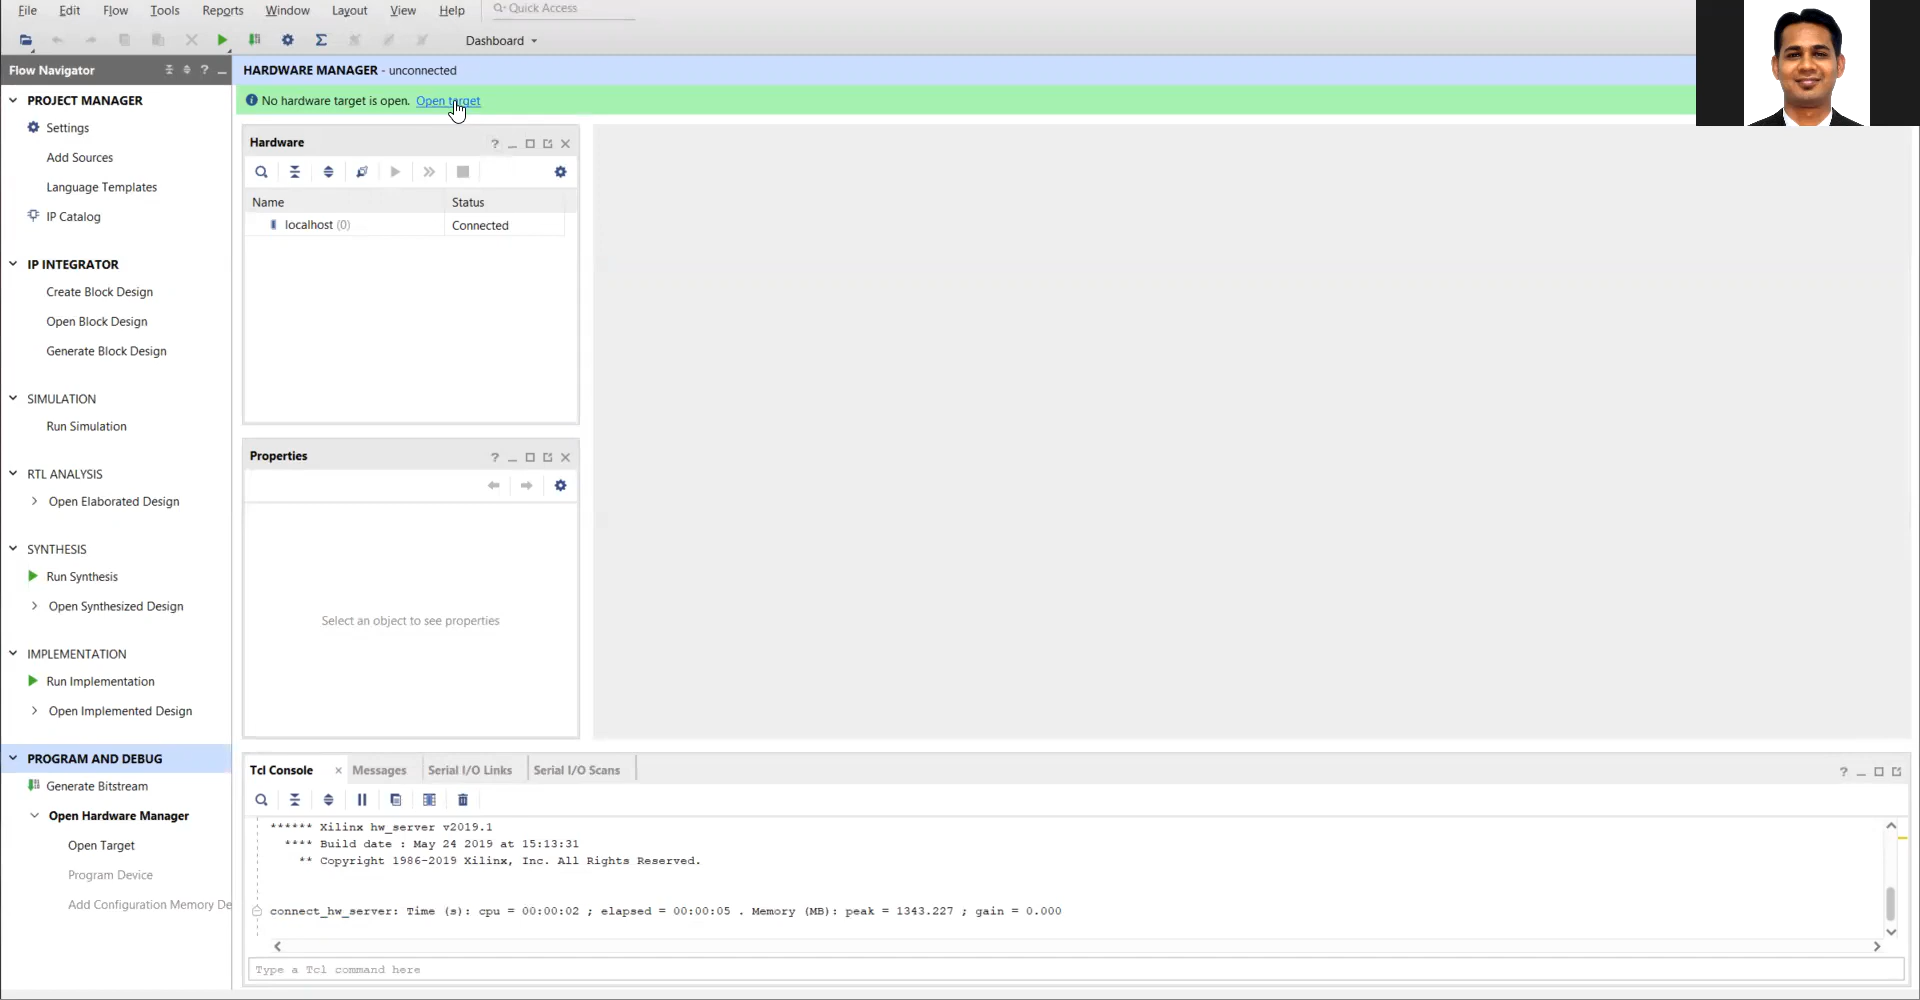 File Edit Flow Tools Reports Window Layout View Help Quick Access
Dashboard
Flow Navigator
PROJECT MANAGER
Settings
Add Sources
Language Templates
IP Catalog
IP INTEGRATOR
Create Block Design
Open Block Design
Generate Block Design
SIMULATION
Run Simulation
RTL ANALYSIS
Open Elaborated Design
SYNTHESIS
Run Synthesis
Open Synthesized Design
IMPLEMENTATION
Run Implementation
Open Implemented Design
PROGRAM AND DEBUG
Generate Bitstream
Open Hardware Manager
Open Target
Program Device
Add Configuration Memory De
HARDWARE MANAGER - unconnected
No hardware target is open. Open target
Hardware
Name Status
localhost (0) Connected
Properties
Select an object to see properties
Tcl Console Messages Serial I/O Links Serial I/O Scans
****** Xilinx hw_server v2019.1
**** Build date : May 24 2019 at 15:13:31
** Copyright 1986-2019 Xilinx, Inc. All Rights Reserved.
connect_hw_server: Time (s): cpu = 00:00:02 ; elapsed = 00:00:05 . Memory (MB): peak = 1343.227 ; gain = 0.000
Type a Tcl command here